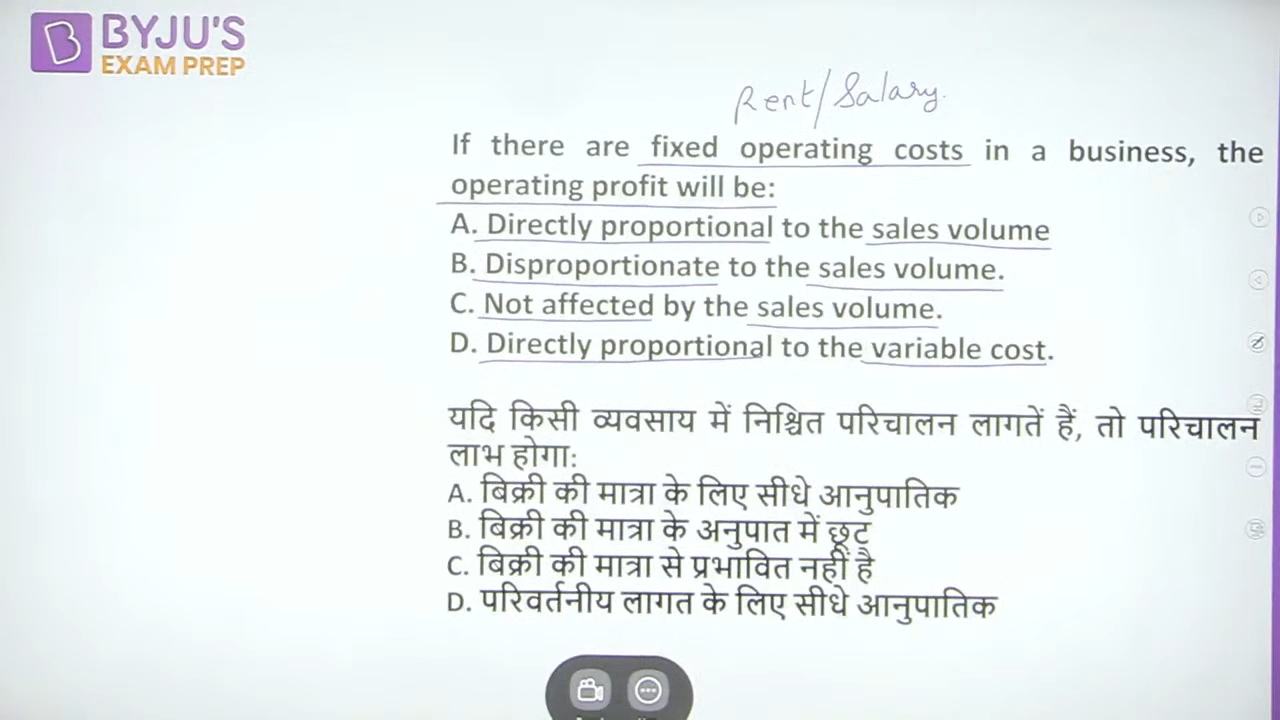 BYJU'S
EXAM PREP
Rent/Salary.
If there are fixed operating costs in a business, the
operating profit will be:
A. Directly proportional to the sales volume
B. Disproportionate to the sales volume.
C. Not affected by the sales volume.
D. Directly proportional to the variable cost.
यदि किसी व्यवसाय में निश्चित परिचालन लागतें हैं, तो परिचालन
लाभ होगा:
A. बिक्री की मात्रा के लिए सीधे आनुपातिक
B. बिक्री की मात्रा के अनुपात में छूट
C. बिक्री की मात्रा से प्रभावित नहीं है
D. परिवर्तनीय लागत के लिए सीधे आनुपातिक